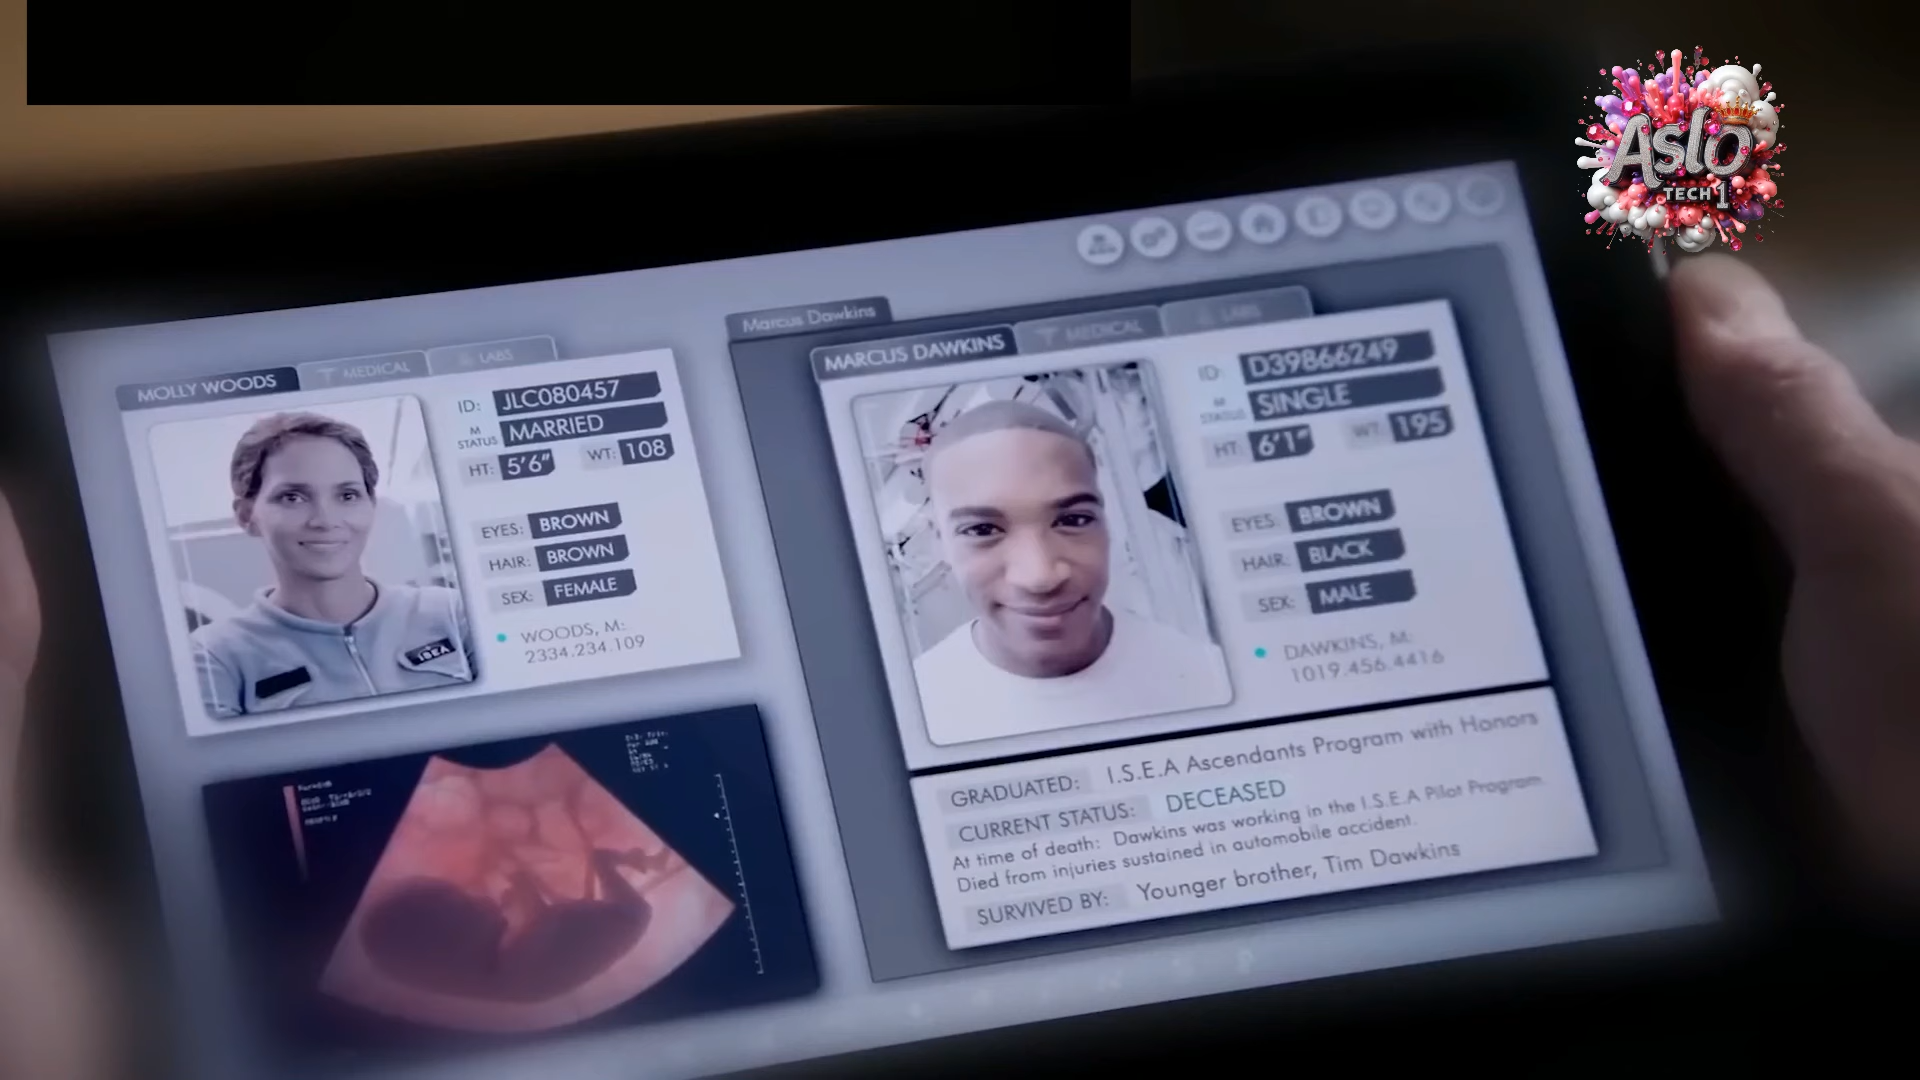 Aslo
TECH 1
MOLLY WOODS
MEDICAL
LABS
ID: JLC080457
M STATUS MARRIED
HT: 5'6" WT: 108
EYES: BROWN
HAIR: BROWN
SEX: FEMALE
WOODS, M:
2334.234.109
ISEA
Marcus Dawkins
MARCUS DAWKINS
MEDICAL
LABS
ID: D39866249
M STATUS SINGLE
HT: 6'1" WT: 195
EYES: BROWN
HAIR: BLACK
SEX: MALE
DAWKINS, M:
1019.456.4416
GRADUATED: I.S.E.A Ascendants Program with Honors
CURRENT STATUS: DECEASED
At time of death: Dawkins was working in the I.S.E.A Pilot Program.
Died from injuries sustained in automobile accident.
SURVIVED BY: Younger brother, Tim Dawkins